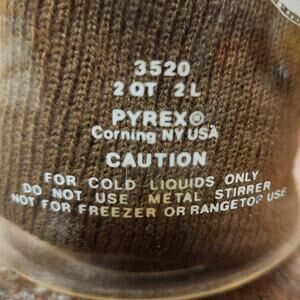 3520
2 QT 2 L
PYREX®
Corning NY USA
CAUTION
FOR COLD LIQUIDS ONLY
DO NOT USE METAL STIRRER
NOT FOR FREEZER OR RANGETOP USE